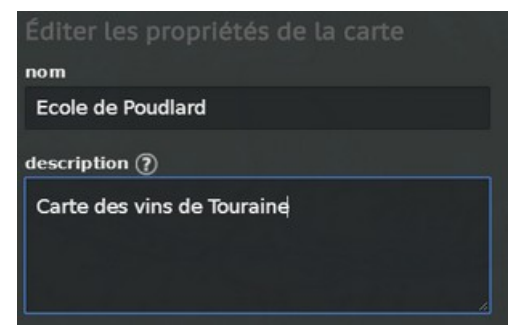 Éditer les propriétés de la carte
nom
Ecole de Poudlard
description ?
Carte des vins de Touraine